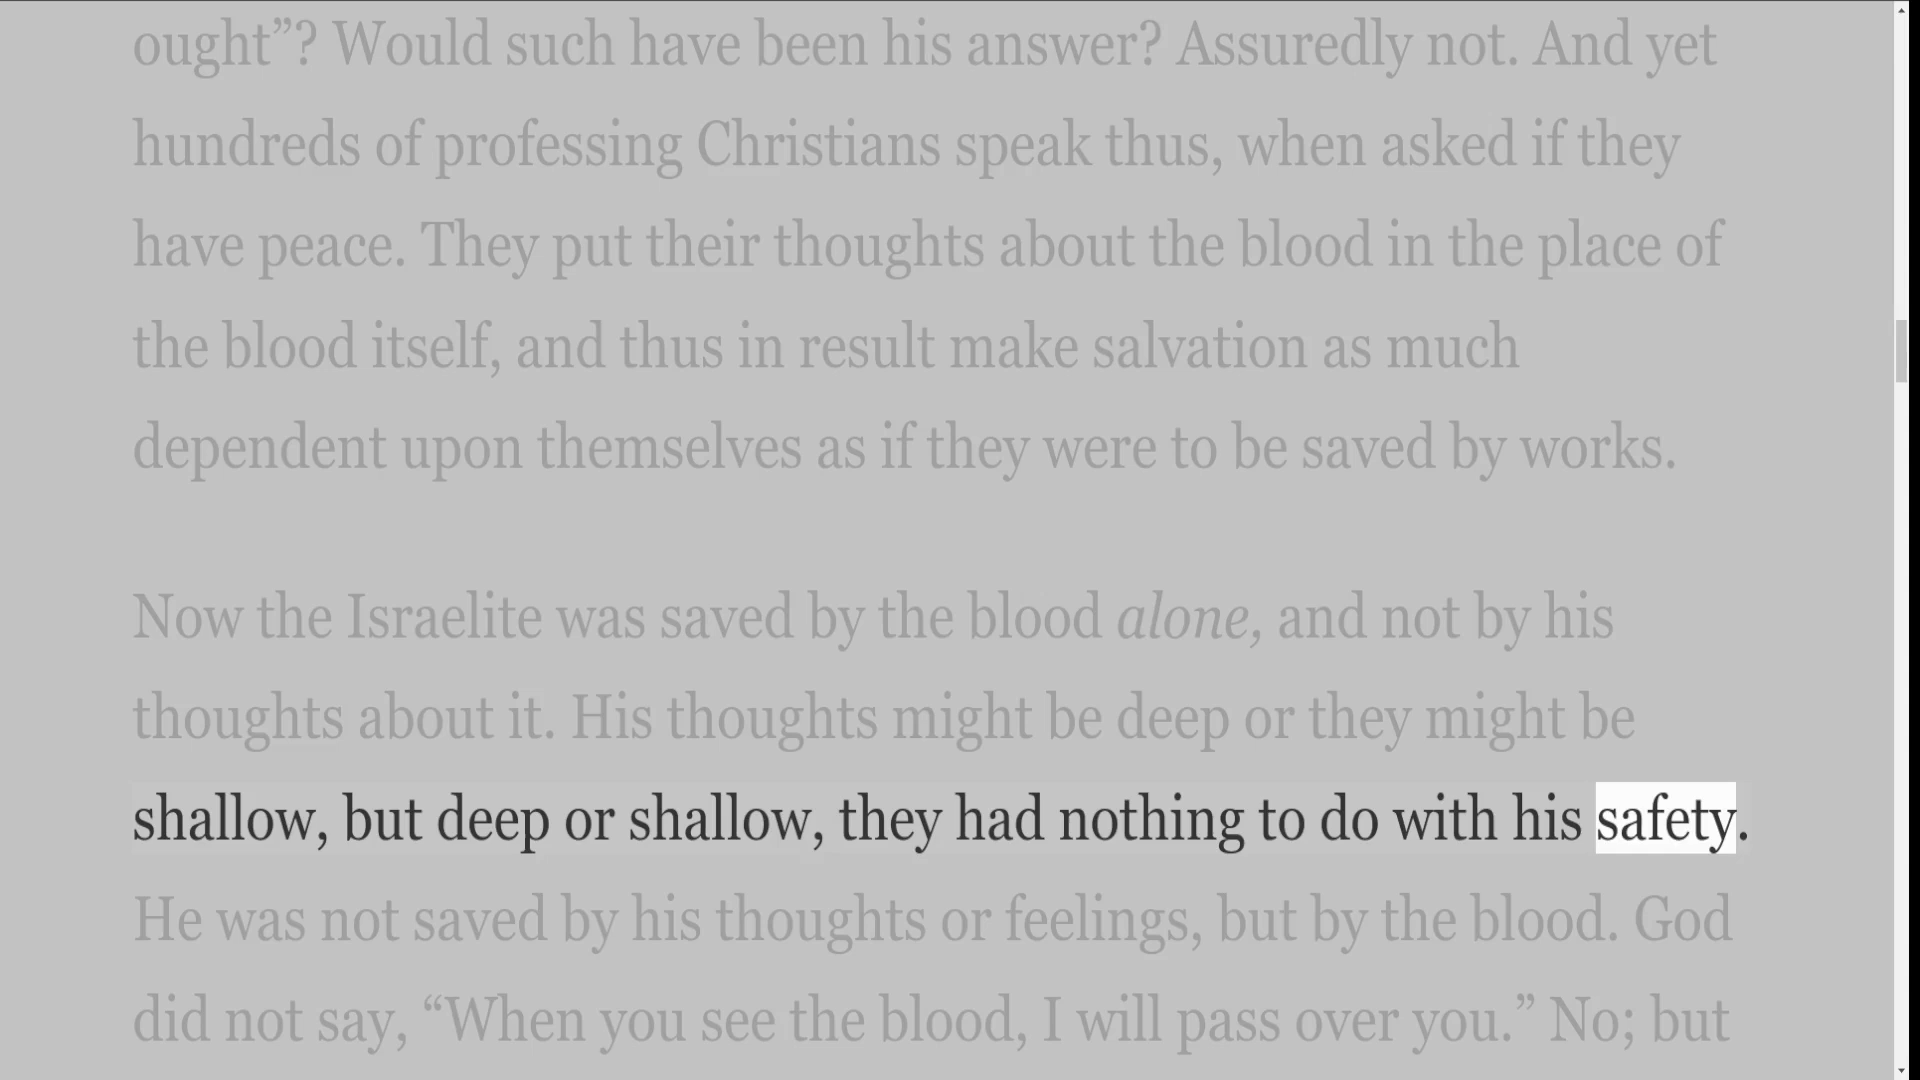 ought”? Would such have been his answer? Assuredly not. And yet
hundreds of professing Christians speak thus, when asked if they
have peace. They put their thoughts about the blood in the place of
the blood itself, and thus in result make salvation as much
dependent upon themselves as if they were to be saved by works.
Now the Israelite was saved by the blood alone, and not by his
thoughts about it. His thoughts might be deep or they might be
shallow, but deep or shallow, they had nothing to do with his safety.
He was not saved by his thoughts or feelings, but by the blood. God
did not say, “When you see the blood, I will pass over you.” No; but